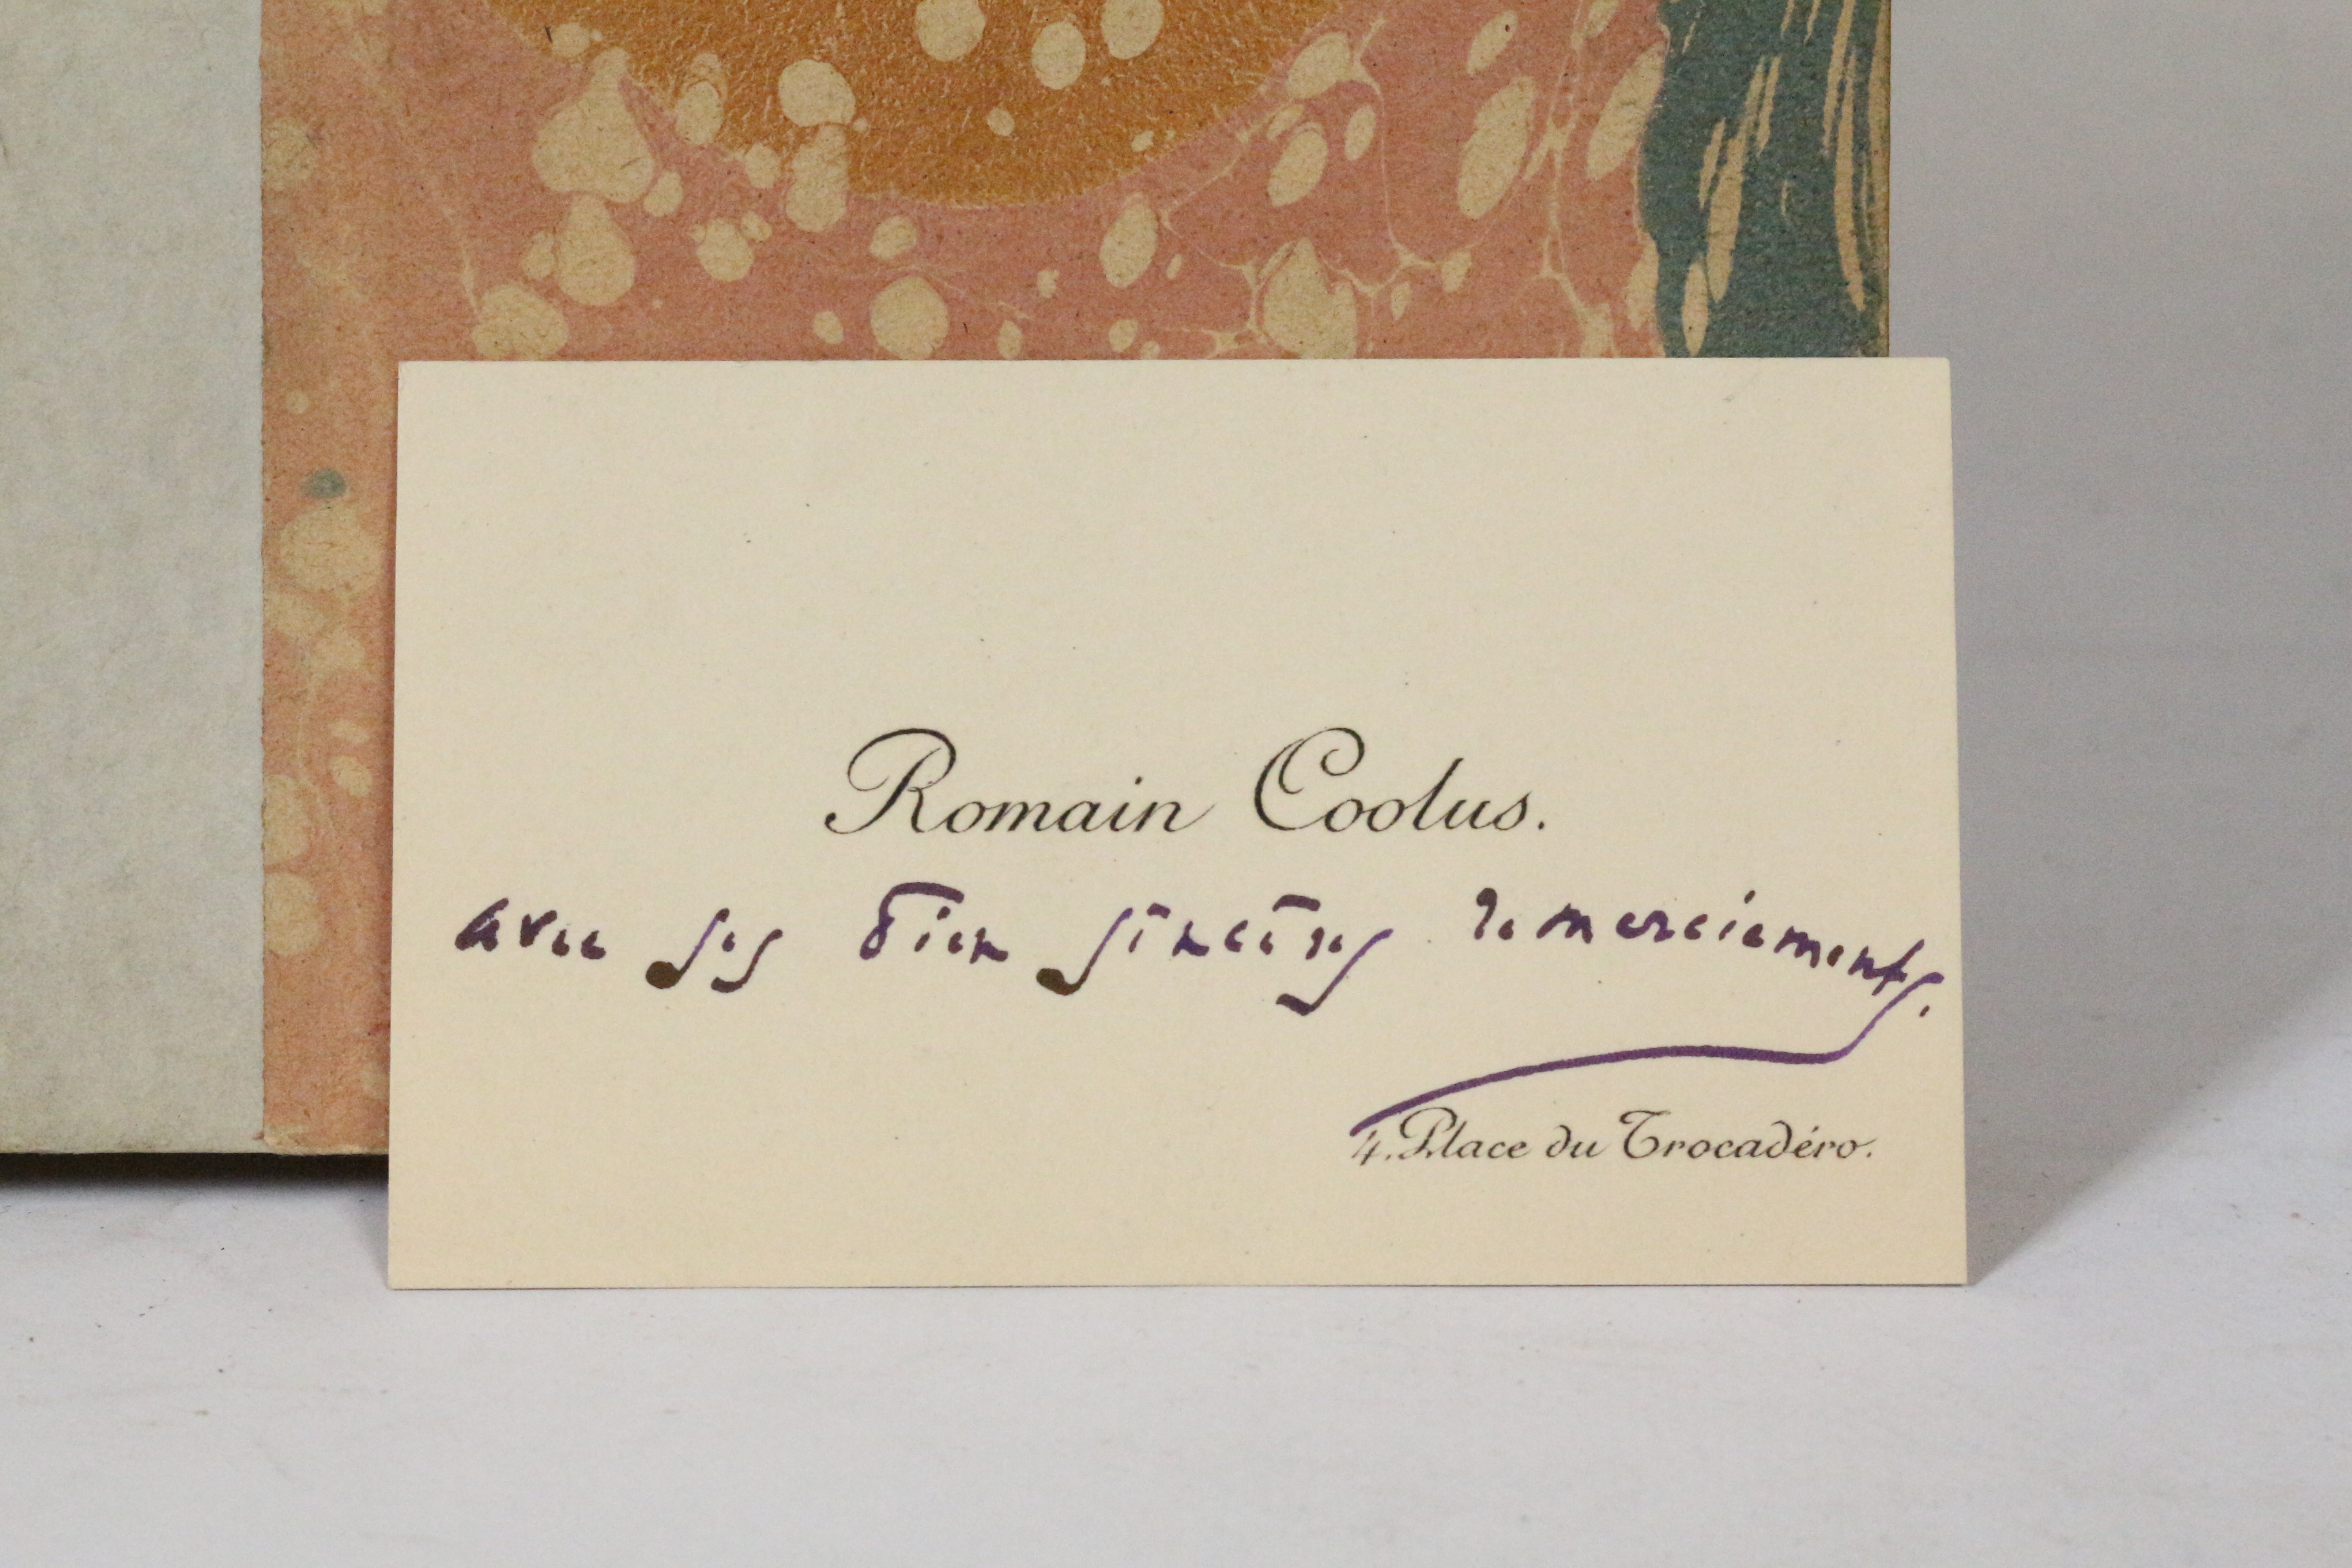 Romain Coolus.
avec ses bien sincères remerciements.
4. Place du Trocadéro.